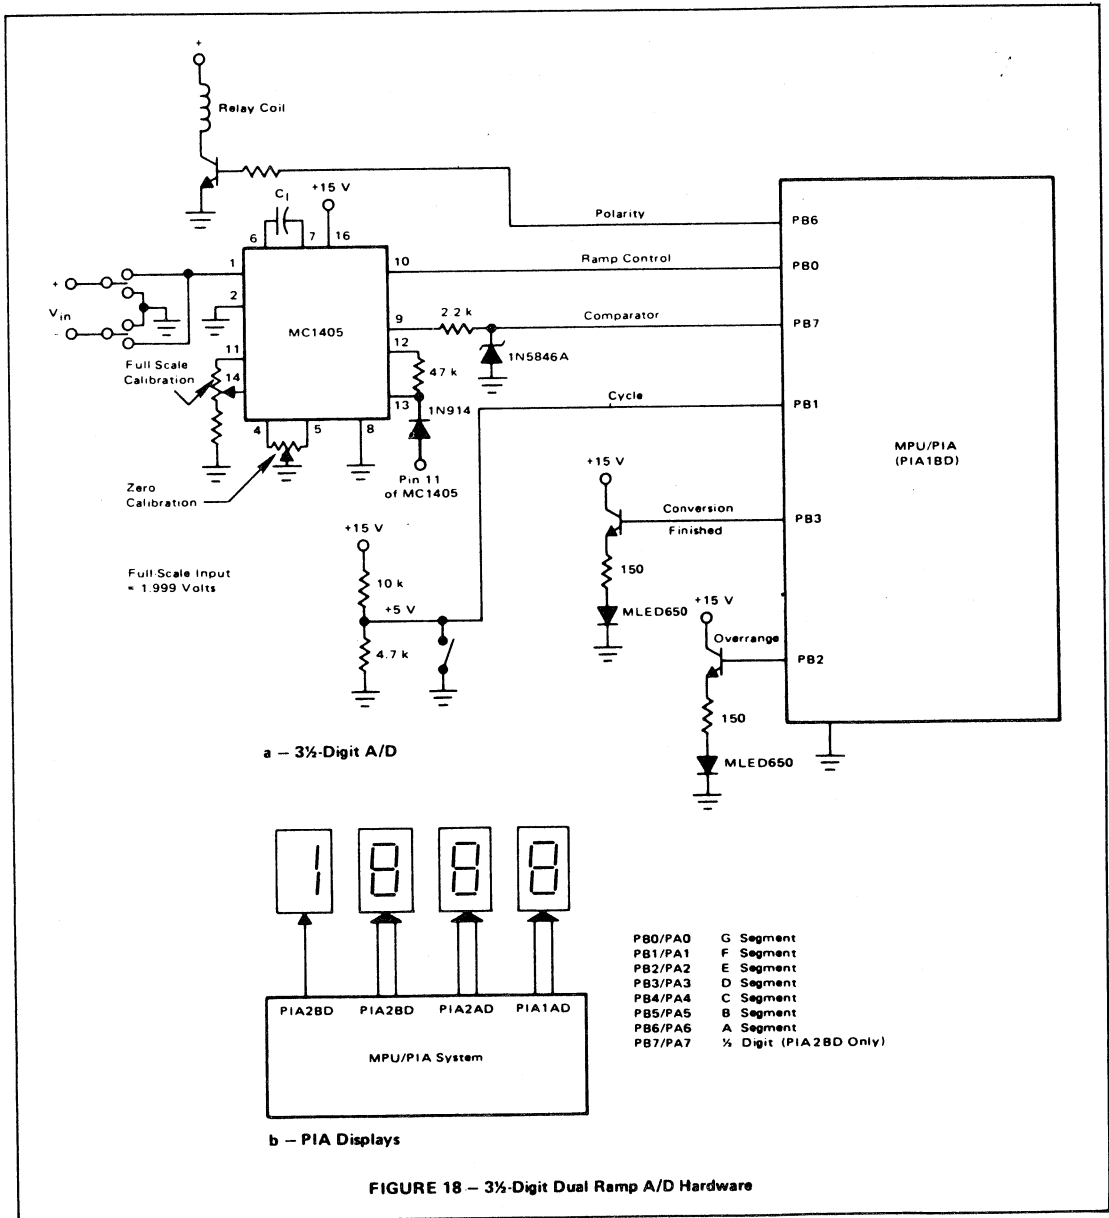 +
Relay Coil
+15 V
C₁
6
7
16
Polarity
PB6
1
10
Ramp Control
PB0
+
Vin
-
2
MC1405
9
2.2 k
Comparator
PB7
1N5846A
Full Scale
Calibration
11
14
12
47 k
13
1N914
Cycle
PB1
4
5
8
Pin 11
of MC1405
MPU/PIA
(PIA1BD)
Zero
Calibration
+15 V
Conversion
Finished
PB3
+15 V
Full-Scale Input
= 1.999 Volts
10 k
+5 V
4.7 k
150
MLED650
+15 V
Overrange
PB2
150
MLED650
a – 3½-Digit A/D
1 8 8 8
PIA2BD PIA2BD PIA2AD PIA1AD
MPU/PIA System
PB0/PA0 G Segment
PB1/PA1 F Segment
PB2/PA2 E Segment
PB3/PA3 D Segment
PB4/PA4 C Segment
PB5/PA5 B Segment
PB6/PA6 A Segment
PB7/PA7 ½ Digit (PIA2BD Only)
b – PIA Displays
FIGURE 18 – 3½-Digit Dual Ramp A/D Hardware